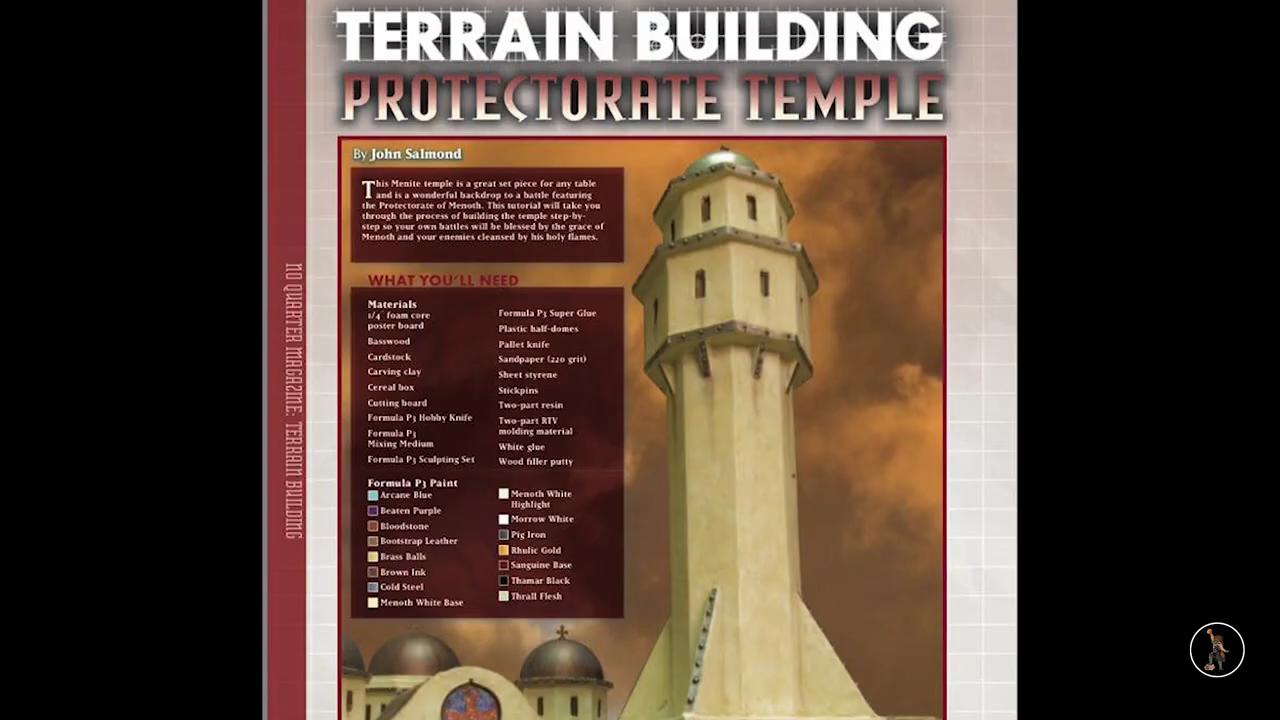 TERRAIN BUILDING
PROTECTORATE TEMPLE
By John Salmond
This Menite temple is a great set piece for any table
and is a wonderful backdrop to a battle featuring
the Protectorate of Menoth. This tutorial will take you
through the process of building the temple step-by-
step so your own battles will be blessed by the grace of
Menoth and your enemies cleansed by his holy flames.
WHAT YOU'LL NEED
Materials
1/4" foam core
poster board
Basswood
Cardstock
Carving clay
Cereal box
Cutting board
Formula P3 Hobby Knife
Formula P3
Mixing Medium
Formula P3 Sculpting Set
Formula P3 Super Glue
Plastic half-domes
Pallet knife
Sandpaper (220 grit)
Sheet styrene
Stickpins
Two-part resin
Two-part RTV
molding material
White glue
Wood filler putty
Formula P3 Paint
Arcane Blue
Beaten Purple
Bloodstone
Bootstrap Leather
Brass Balls
Brown Ink
Cold Steel
Menoth White Base
Menoth White
Highlight
Morrow White
Pig Iron
Rhulic Gold
Sanguine Base
Thamar Black
Thrall Flesh
NO QUARTER MAGAZINE: TERRAIN BUILDING